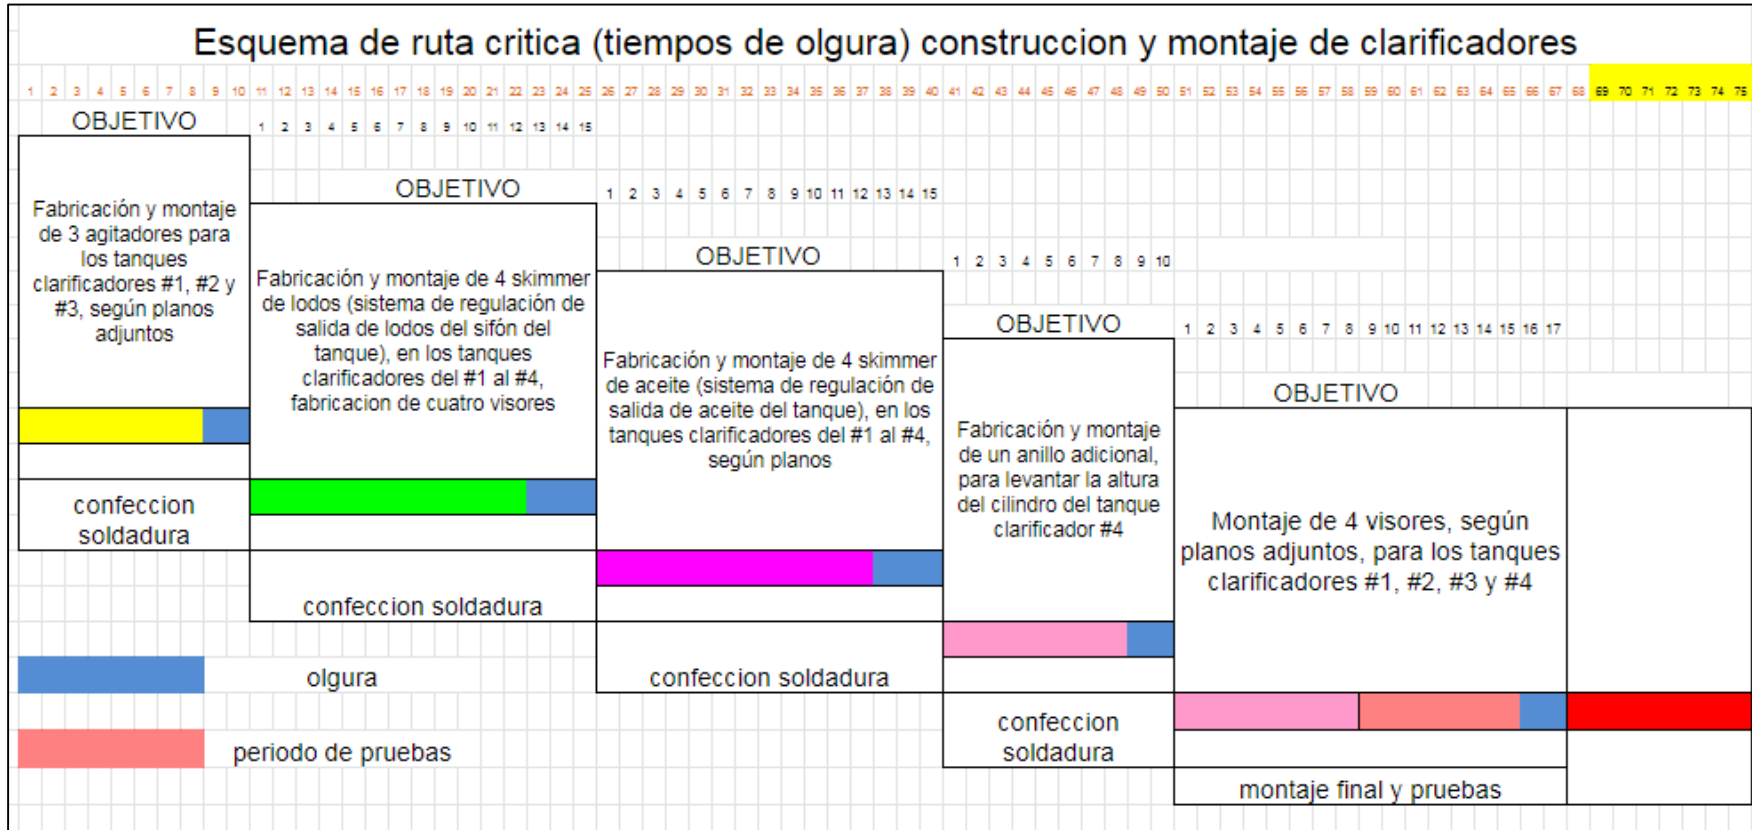 Esquema de ruta critica (tiempos de olgura) construccion y montaje de clarificadores
1 2 3 4 5 6 7 8 9 10 11 12 13 14 15 16 17 18 19 20 21 22 23 24 25 26 27 28 29 30 31 32 33 34 35 36 37 38 39 40 41 42 43 44 45 46 47 48 49 50 51 52 53 54 55 56 57 58 59 60 61 62 63 64 65 66 67 68 69 70 71 72 73 74 75
OBJETIVO
1 2 3 4 5 6 7 8 9 10 11 12 13 14 15
Fabricación y montaje
de 3 agitadores para
los tanques
clarificadores #1, #2 y
#3, según planos
adjuntos
confeccion
soldadura
OBJETIVO
1 2 3 4 5 6 7 8 9 10 11 12 13 14 15
Fabricación y montaje de 4 skimmer
de lodos (sistema de regulación de
salida de lodos del sifón del
tanque), en los tanques
clarificadores del #1 al #4,
fabricacion de cuatro visores
confeccion soldadura
OBJETIVO
1 2 3 4 5 6 7 8 9 10
Fabricación y montaje de 4 skimmer
de aceite (sistema de regulación de
salida de aceite del tanque), en los
tanques clarificadores del #1 al #4,
según planos
confeccion soldadura
OBJETIVO
1 2 3 4 5 6 7 8 9 10 11 12 13 14 15 16 17
Fabricación y montaje
de un anillo adicional,
para levantar la altura
del cilindro del tanque
clarificador #4
confeccion
soldadura
OBJETIVO
Montaje de 4 visores, según
planos adjuntos, para los tanques
clarificadores #1, #2, #3 y #4
montaje final y pruebas
olgura
periodo de pruebas